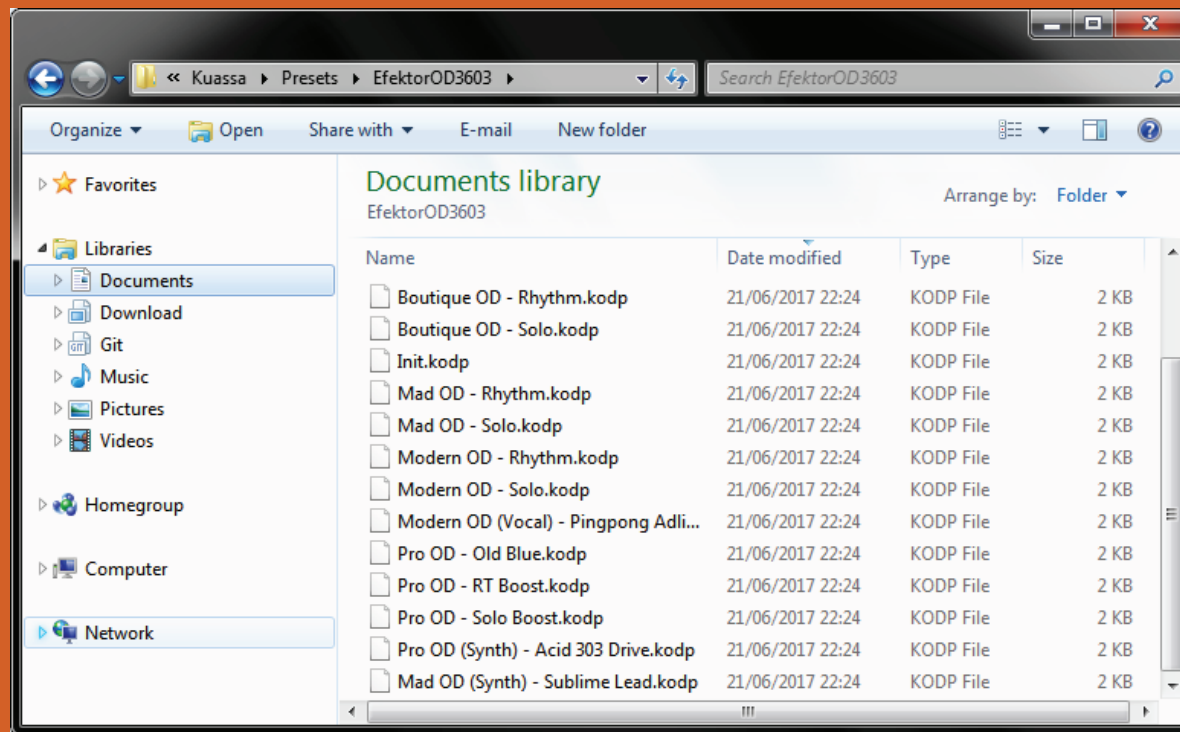 « Kuassa ▸ Presets ▸ EfektorOD3603 ▸
Search EfektorOD3603
Organize Open Share with E-mail New folder
Favorites
Libraries
Documents
Download
Git
Music
Pictures
Videos
Homegroup
Computer
Network
Documents library
EfektorOD3603
Arrange by: Folder
Name Date modified Type Size
Boutique OD - Rhythm.kodp 21/06/2017 22:24 KODP File 2 KB
Boutique OD - Solo.kodp 21/06/2017 22:24 KODP File 2 KB
Init.kodp 21/06/2017 22:24 KODP File 2 KB
Mad OD - Rhythm.kodp 21/06/2017 22:24 KODP File 2 KB
Mad OD - Solo.kodp 21/06/2017 22:24 KODP File 2 KB
Modern OD - Rhythm.kodp 21/06/2017 22:24 KODP File 2 KB
Modern OD - Solo.kodp 21/06/2017 22:24 KODP File 2 KB
Modern OD (Vocal) - Pingpong Adli... 21/06/2017 22:24 KODP File 2 KB
Pro OD - Old Blue.kodp 21/06/2017 22:24 KODP File 2 KB
Pro OD - RT Boost.kodp 21/06/2017 22:24 KODP File 2 KB
Pro OD - Solo Boost.kodp 21/06/2017 22:24 KODP File 2 KB
Pro OD (Synth) - Acid 303 Drive.kodp 21/06/2017 22:24 KODP File 2 KB
Mad OD (Synth) - Sublime Lead.kodp 21/06/2017 22:24 KODP File 2 KB